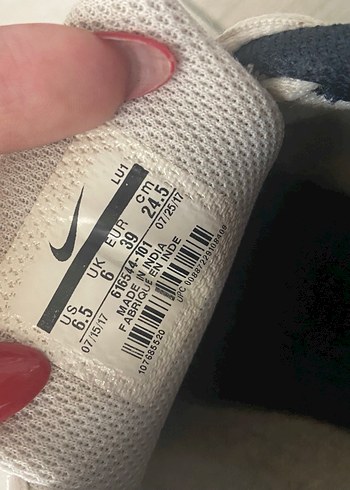 LU1
US UK EUR cm
6.5 6 39 24.5
07/15/17 07/25/17
616544-101
MADE IN INDIA
FABRIQUE EN INDE
107685520